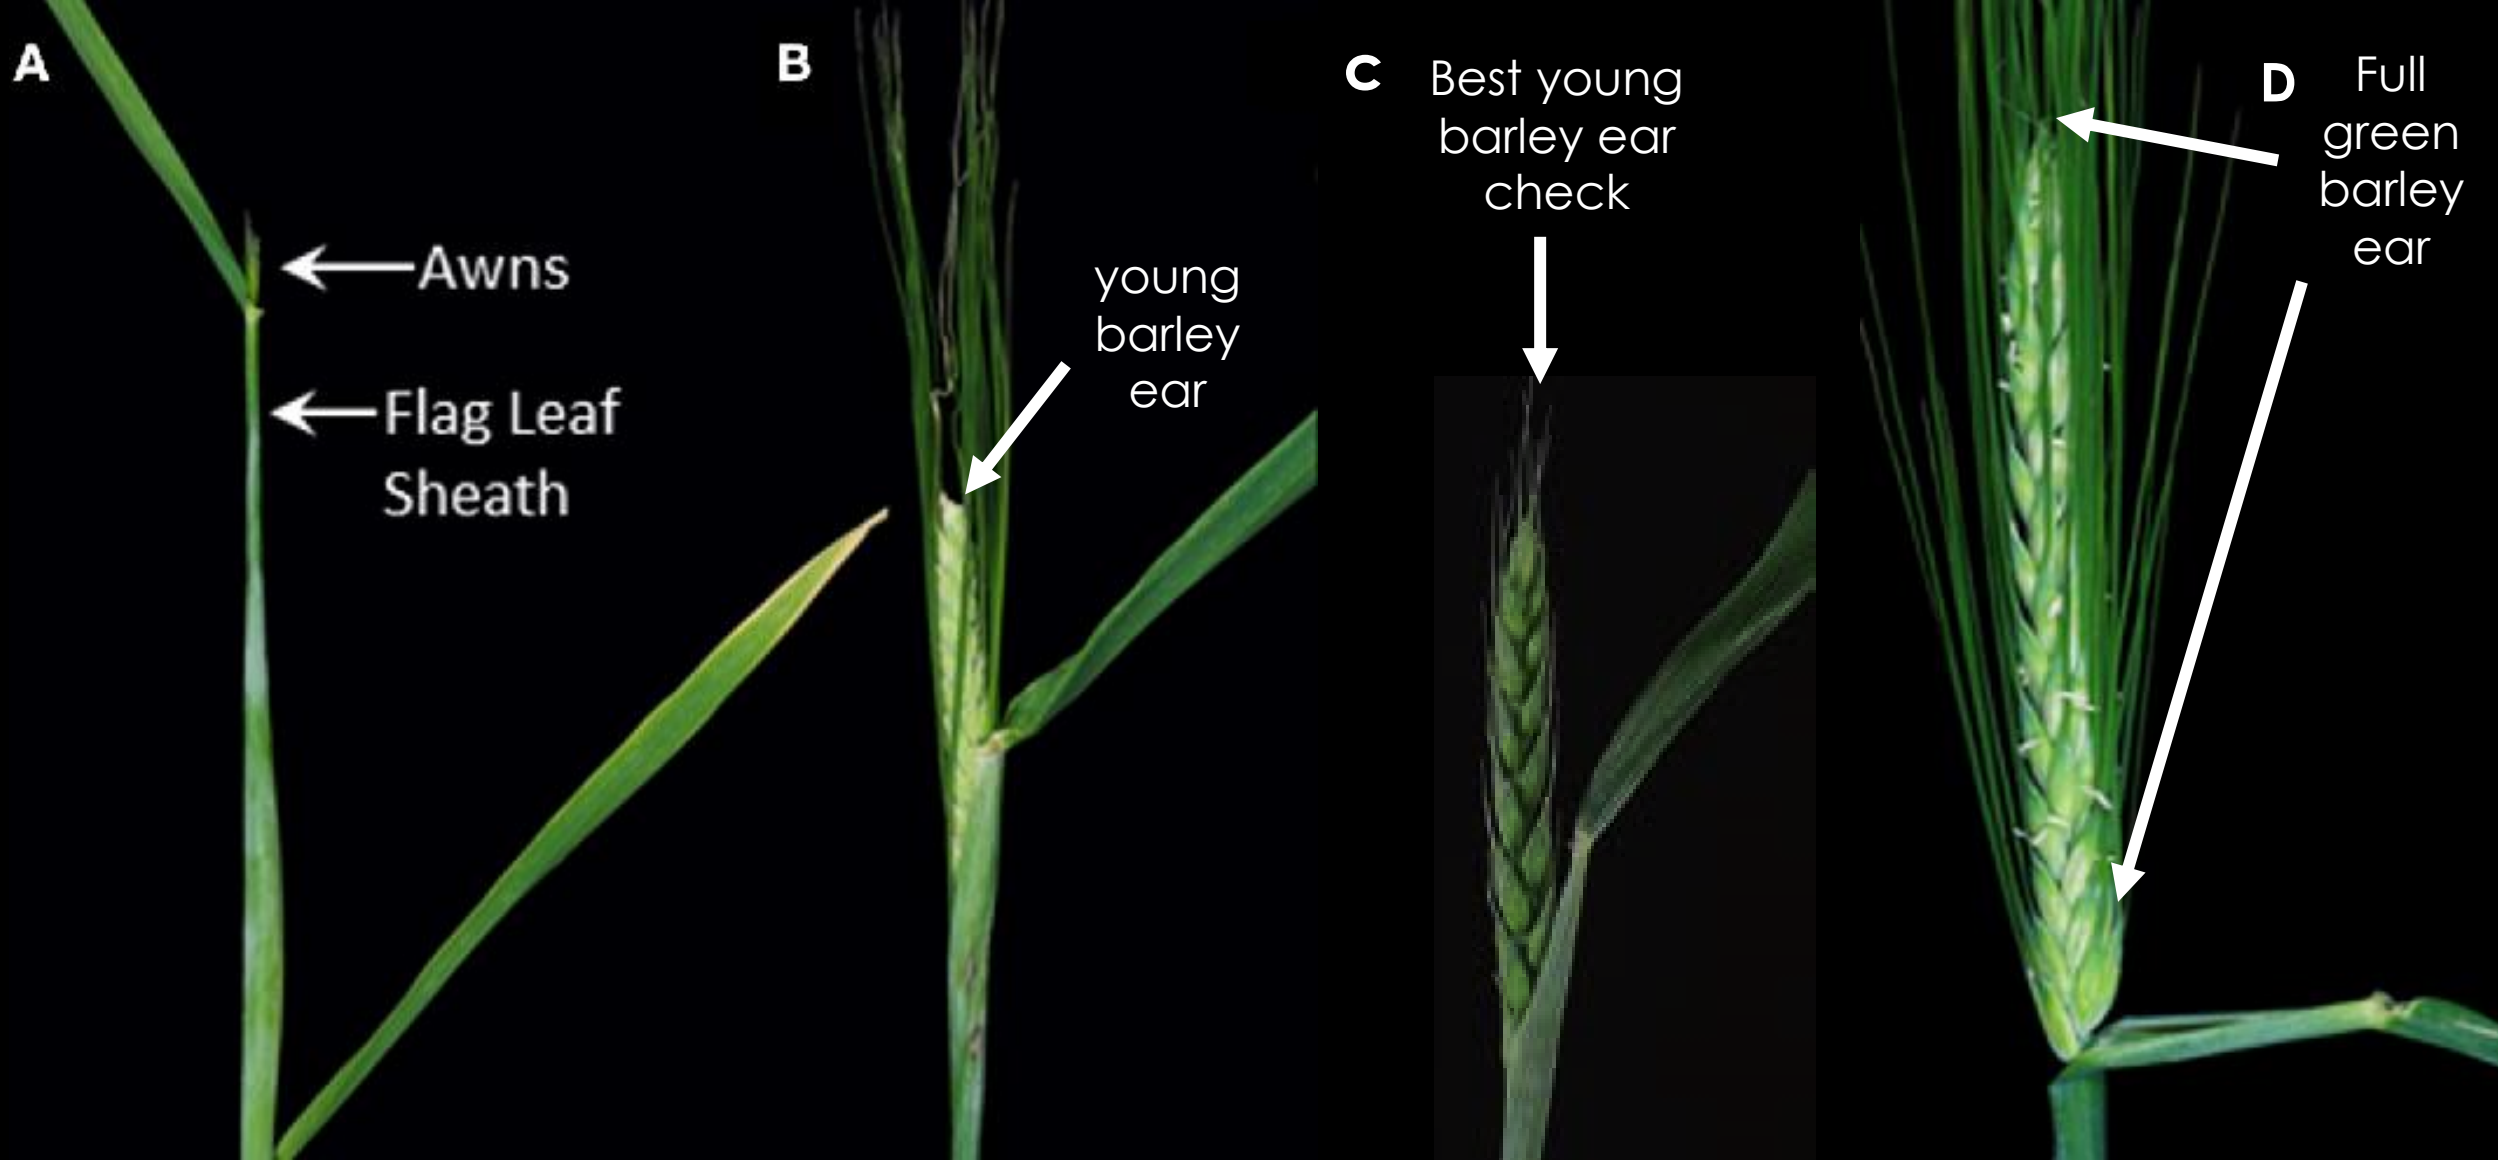 A
Awns
Flag Leaf
Sheath
B
young
barley
ear
C
Best young
barley ear
check
D
Full
green
barley
ear